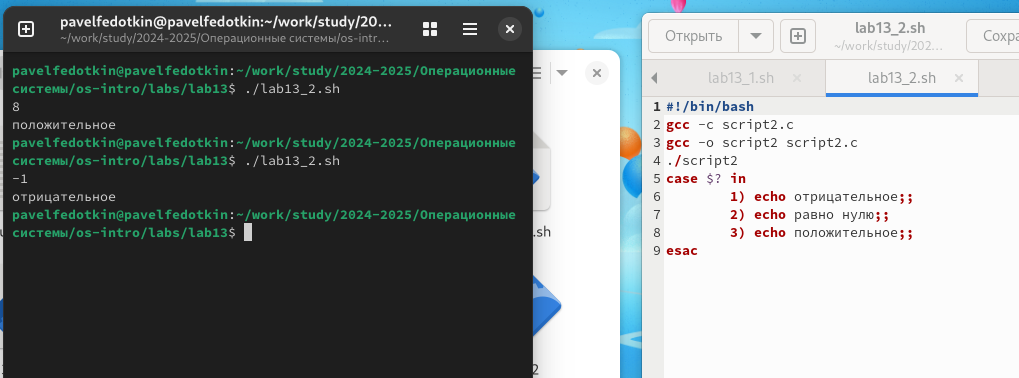 pavelfedotkin@pavelfedotkin:~/work/study/20...
~/work/study/2024-2025/Операционные системы/os-intr...
pavelfedotkin@pavelfedotkin:~/work/study/2024-2025/Операционные
системы/os-intro/labs/lab13$ ./lab13_2.sh
8
положительное
pavelfedotkin@pavelfedotkin:~/work/study/2024-2025/Операционные
системы/os-intro/labs/lab13$ ./lab13_2.sh
-1
отрицательное
pavelfedotkin@pavelfedotkin:~/work/study/2024-2025/Операционные
системы/os-intro/labs/lab13$
.sh
2
Открыть
lab13_2.sh
~/work/study/202...
Сохра
lab13_1.sh
lab13_2.sh
1 #!/bin/bash
2 gcc -c script2.c
3 gcc -o script2 script2.c
4 ./script2
5 case $? in
6 1) echo отрицательное;;
7 2) echo равно нулю;;
8 3) echo положительное;;
9 esac